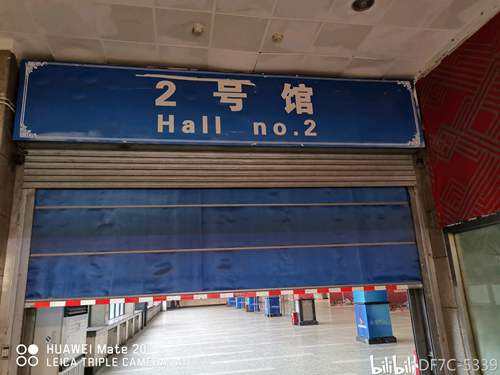 2 号 馆
Hall no.2
HUAWEI Mate 20
LEICA TRIPLE CAMERA
bilibili DF7C-5339